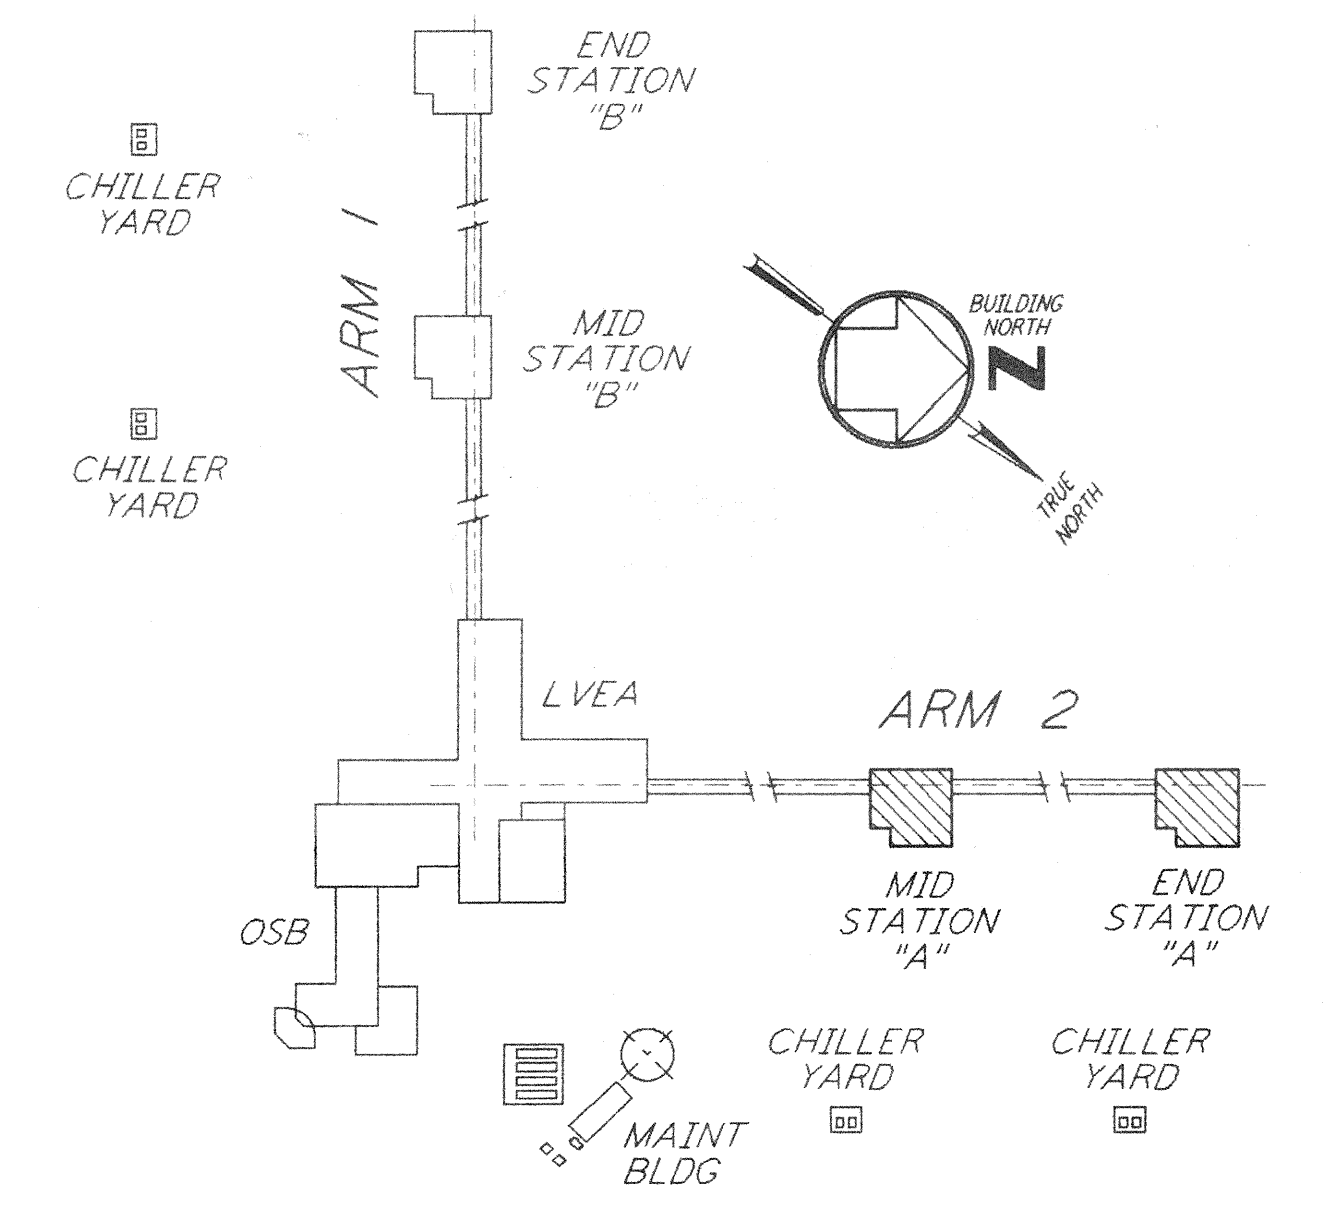 END
STATION
"B"
CHILLER
YARD
ARM 1
BUILDING
NORTH
N
MID
STATION
"B"
CHILLER
YARD
TRUE
NORTH
LVEA
ARM 2
MID
STATION
"A"
END
STATION
"A"
OSB
CHILLER
YARD
CHILLER
YARD
MAINT
BLDG